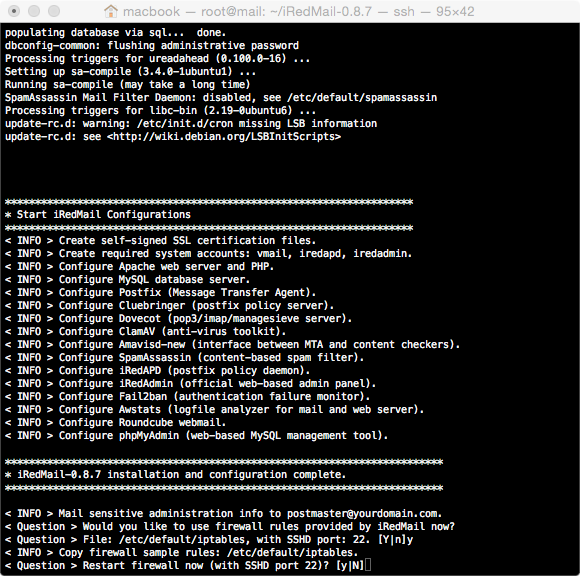 macbook — root@mail: ~/iRedMail-0.8.7 — ssh — 95×42
populating database via sql...  done.
dbconfig-common: flushing administrative password
Processing triggers for ureadahead (0.100.0-16) ...
Setting up sa-compile (3.4.0-1ubuntu1) ...
Running sa-compile (may take a long time)
SpamAssassin Mail Filter Daemon: disabled, see /etc/default/spamassassin
Processing triggers for libc-bin (2.19-0ubuntu6) ...
update-rc.d: warning: /etc/init.d/cron missing LSB information
update-rc.d: see <http://wiki.debian.org/LSBInitScripts>
********************************************************************
* Start iRedMail Configurations
********************************************************************
< INFO > Create self-signed SSL certification files.
< INFO > Create required system accounts: vmail, iredapd, iredadmin.
< INFO > Configure Apache web server and PHP.
< INFO > Configure MySQL database server.
< INFO > Configure Postfix (Message Transfer Agent).
< INFO > Configure Cluebringer (postfix policy server).
< INFO > Configure Dovecot (pop3/imap/managesieve server).
< INFO > Configure ClamAV (anti-virus toolkit).
< INFO > Configure Amavisd-new (interface between MTA and content checkers).
< INFO > Configure SpamAssassin (content-based spam filter).
< INFO > Configure iRedAPD (postfix policy daemon).
< INFO > Configure iRedAdmin (official web-based admin panel).
< INFO > Configure Fail2ban (authentication failure monitor).
< INFO > Configure Awstats (logfile analyzer for mail and web server).
< INFO > Configure Roundcube webmail.
< INFO > Configure phpMyAdmin (web-based MySQL management tool).
*************************************************************************
* iRedMail-0.8.7 installation and configuration complete.
*************************************************************************
< INFO > Mail sensitive administration info to postmaster@yourdomain.com.
< Question > Would you like to use firewall rules provided by iRedMail now?
< Question > File: /etc/default/iptables, with SSHD port: 22. [Y|n]y
< INFO > Copy firewall sample rules: /etc/default/iptables.
< Question > Restart firewall now (with SSHD port 22)? [y|N]